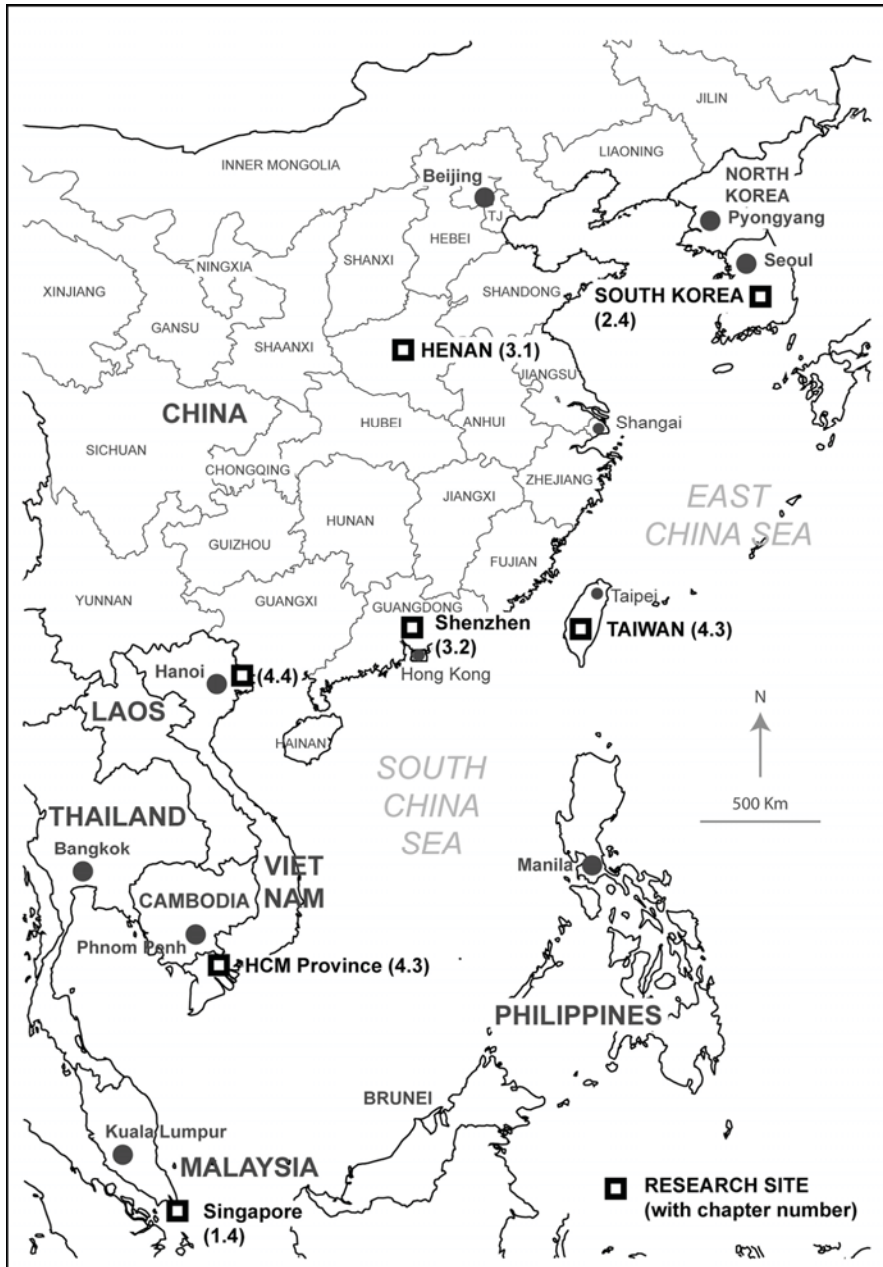 JILIN
LIAONING
INNER MONGOLIA
NORTH
KOREA
Beijing
TJ
Pyongyang
HEBEI
SHANXI
NINGXIA
Seoul
XINJIANG
SHANDONG
SOUTH KOREA
(2.4)
GANSU
SHAANXI
HENAN (3.1)
JIANGSU
CHINA
HUBEI
ANHUI
Shangai
SICHUAN
CHONGQING
ZHEJIANG
EAST
CHINA SEA
JIANGXI
HUNAN
GUIZHOU
FUJIAN
YUNNAN
GUANGXI
GUANGDONG
Taipei
Shenzhen
(3.2)
TAIWAN (4.3)
Hanoi
(4.4)
Hong Kong
LAOS
N
HAINAN
SOUTH
CHINA
SEA
500 Km
THAILAND
Bangkok
VIET
NAM
Manila
CAMBODIA
Phnom Penh
HCM Province (4.3)
PHILIPPINES
BRUNEI
Kuala Lumpur
MALAYSIA
RESEARCH SITE
(with chapter number)
Singapore
(1.4)